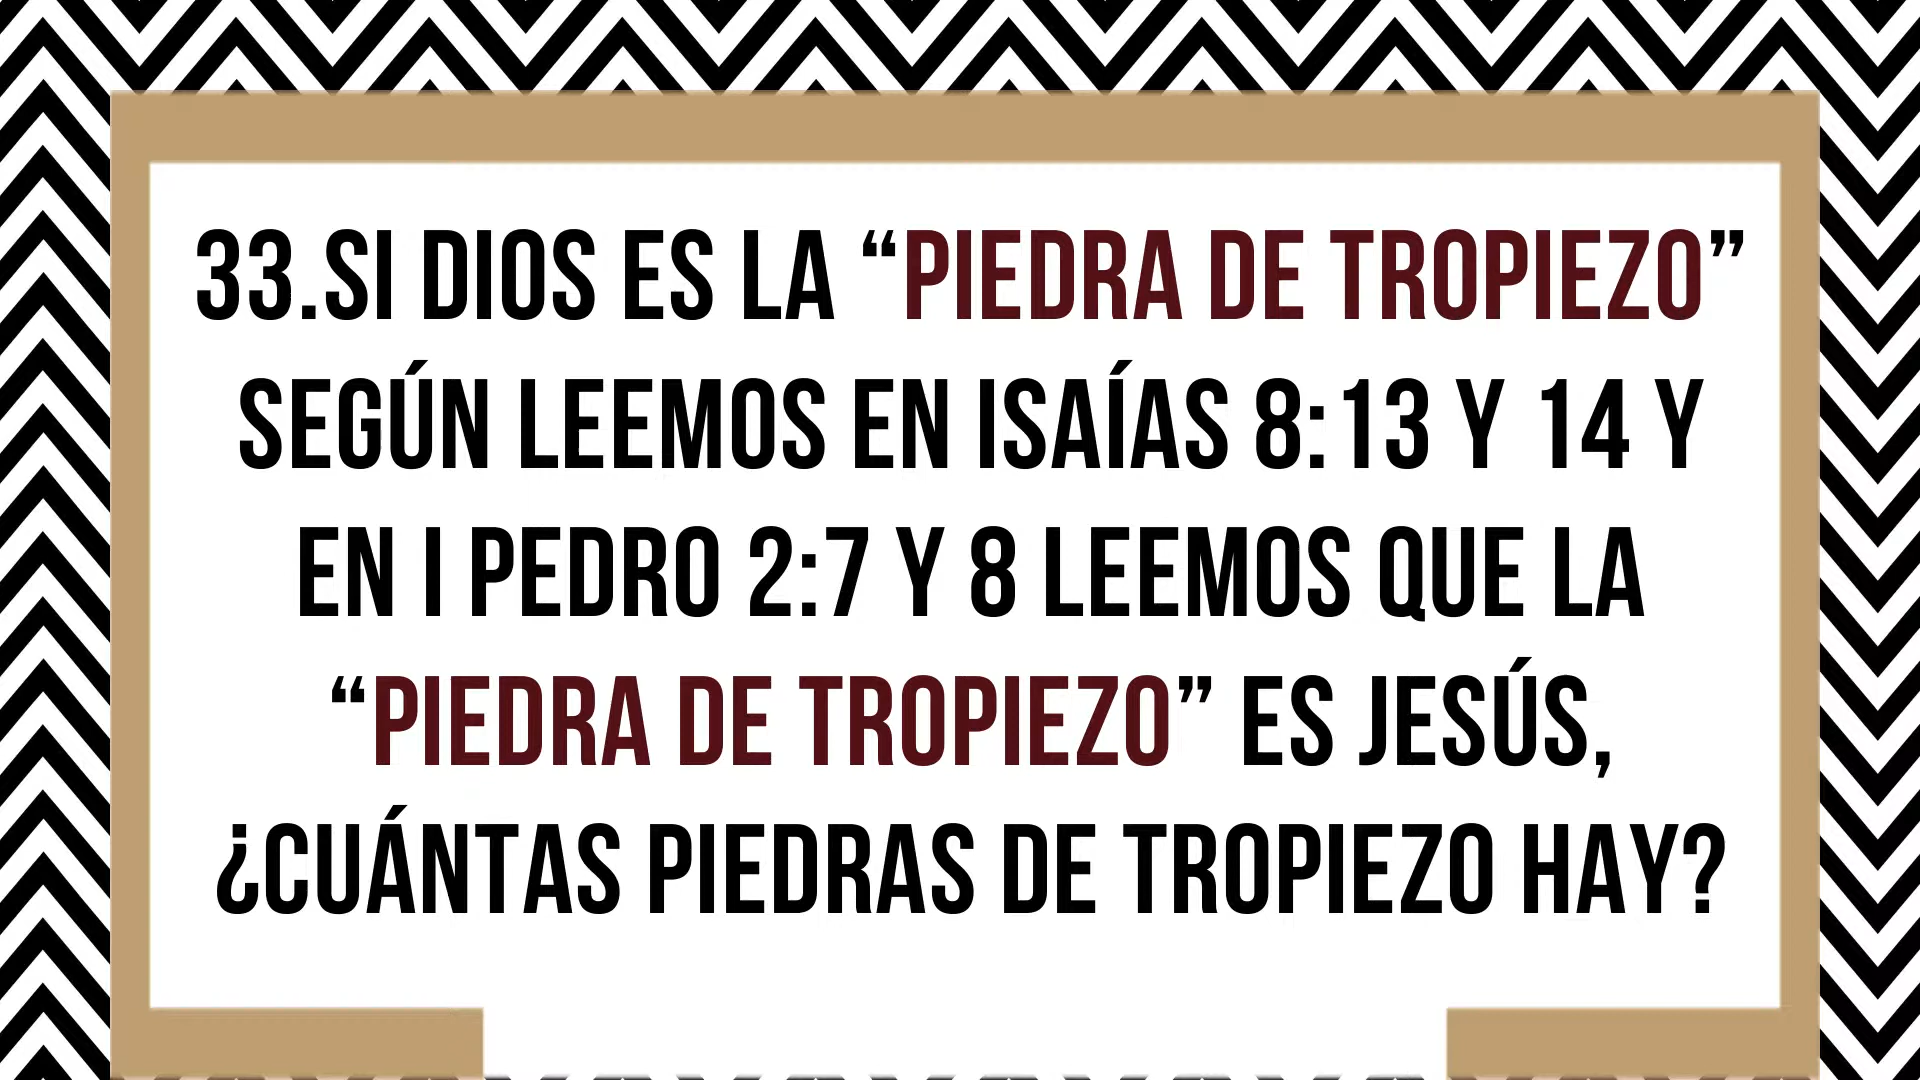 33.SI DIOS ES LA “PIEDRA DE TROPIEZO”
SEGÚN LEEMOS EN ISAÍAS 8:13 Y 14 Y
EN I PEDRO 2:7 Y 8 LEEMOS QUE LA
“PIEDRA DE TROPIEZO” ES JESÚS,
¿CUÁNTAS PIEDRAS DE TROPIEZO HAY?